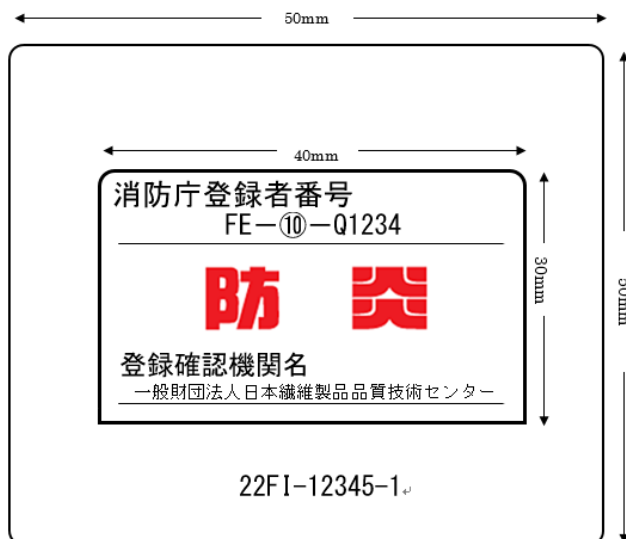 50mm
40mm
消防庁登録者番号
FE－⑩－Q1234
防 炎
30mm
登録確認機関名
一般財団法人日本繊維製品品質技術センター
22FI-12345-1